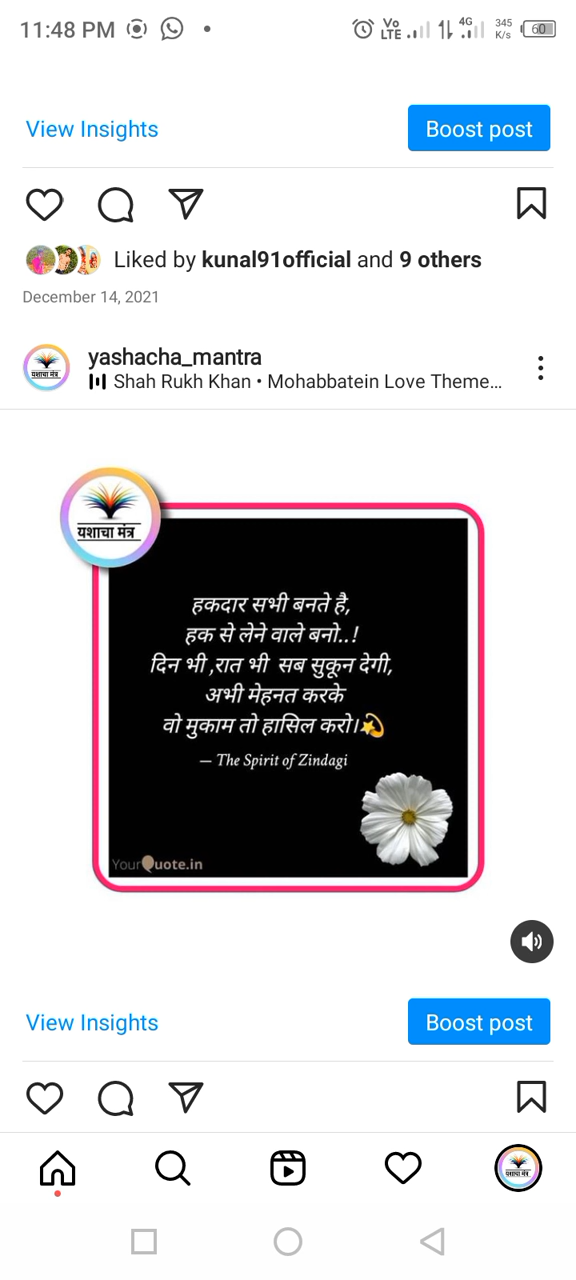 11:48 PM
Vo LTE 4G 345 K/s 60
View Insights
Boost post
Liked by kunal91official and 9 others
December 14, 2021
yashacha_mantra
Shah Rukh Khan • Mohabbatein Love Theme...
यशाचा मंत्र
यशाचा मंत्र
हकदार सभी बनते है,
हक से लेने वाले बनो..!
दिन भी ,रात भी  सब सुकून देगी,
अभी मेहनत करके
वो मुकाम तो हासिल करो।💫
— The Spirit of Zindagi
YourQuote.in
View Insights
Boost post
यशाचा मंत्र